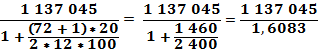 1 137 045 / (1 + (72 + 1) * 20 / (2 * 12 * 100)) = 1 137 045 / (1 + 1 460 / 2 400) = 1 137 045 / 1,6083